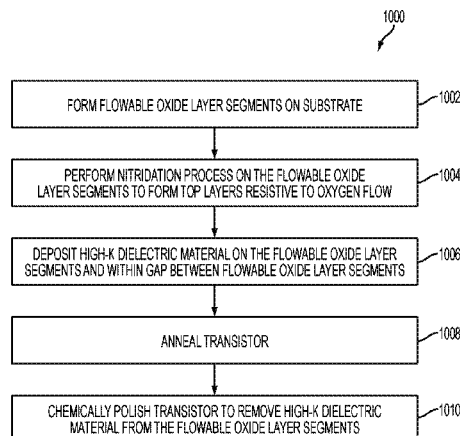 1000
FORM FLOWABLE OXIDE LAYER SEGMENTS ON SUBSTRATE
1002
PERFORM NITRIDATION PROCESS ON THE FLOWABLE OXIDE
LAYER SEGMENTS TO FORM TOP LAYERS RESISTIVE TO OXYGEN FLOW
1004
DEPOSIT HIGH-K DIELECTRIC MATERIAL ON THE FLOWABLE OXIDE LAYER
SEGMENTS AND WITHIN GAP BETWEEN FLOWABLE OXIDE LAYER SEGMENTS
1006
ANNEAL TRANSISTOR
1008
CHEMICALLY POLISH TRANSISTOR TO REMOVE HIGH-K DIELECTRIC
MATERIAL FROM THE FLOWABLE OXIDE LAYER SEGMENTS
1010